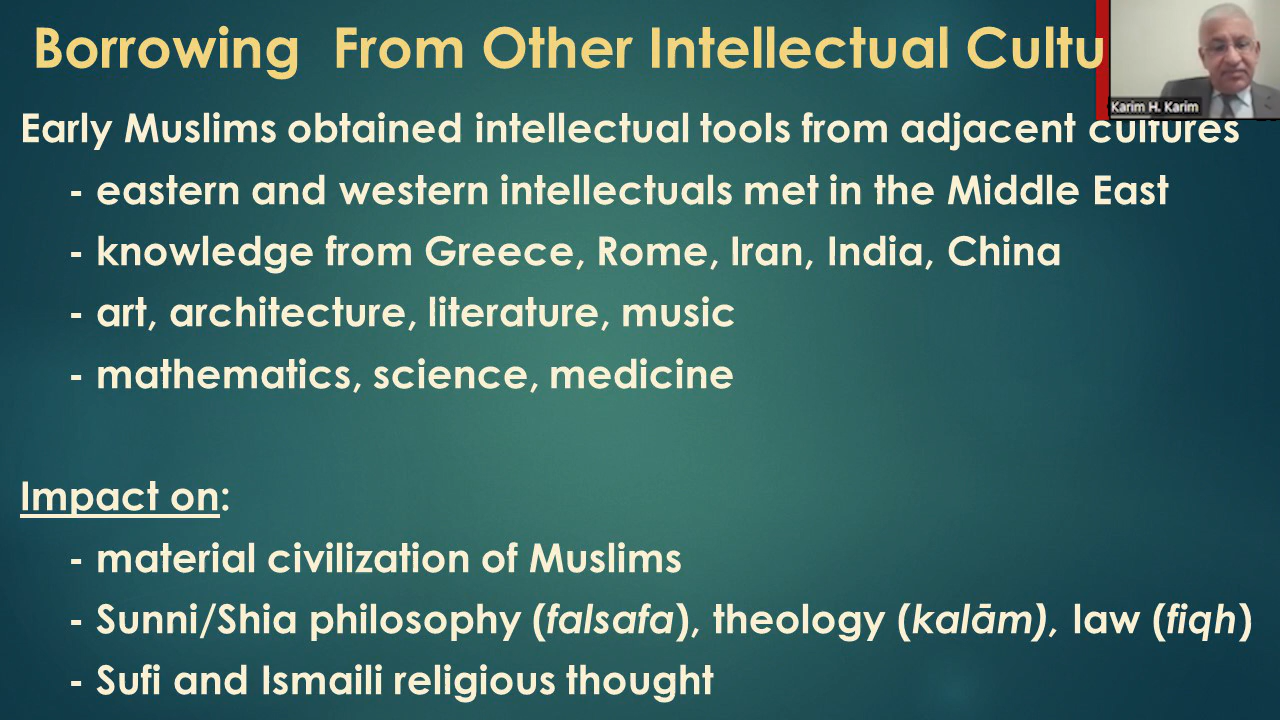 Borrowing From Other Intellectual Cultu
Karim H. Karim
Early Muslims obtained intellectual tools from adjacent cultures
- eastern and western intellectuals met in the Middle East
- knowledge from Greece, Rome, Iran, India, China
- art, architecture, literature, music
- mathematics, science, medicine
Impact on:
- material civilization of Muslims
- Sunni/Shia philosophy (falsafa), theology (kalām), law (fiqh)
- Sufi and Ismaili religious thought